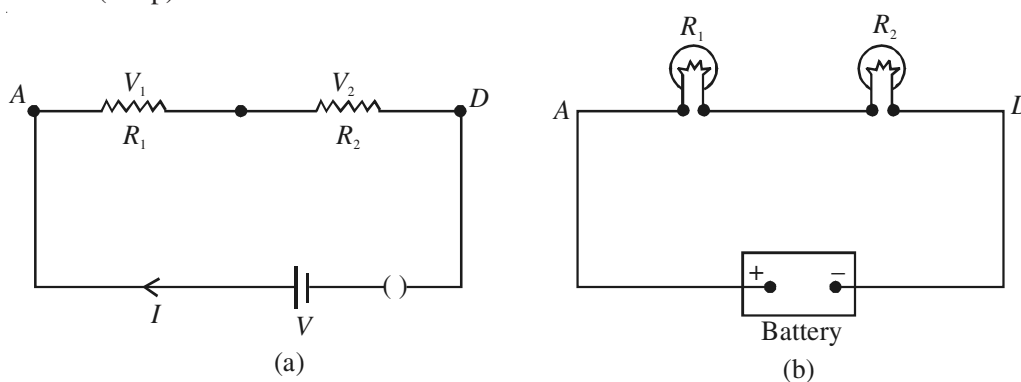 R₁ R₂
A V₁ V₂ D
R₁ R₂
A
I V
+ −
Battery
(a) (b)